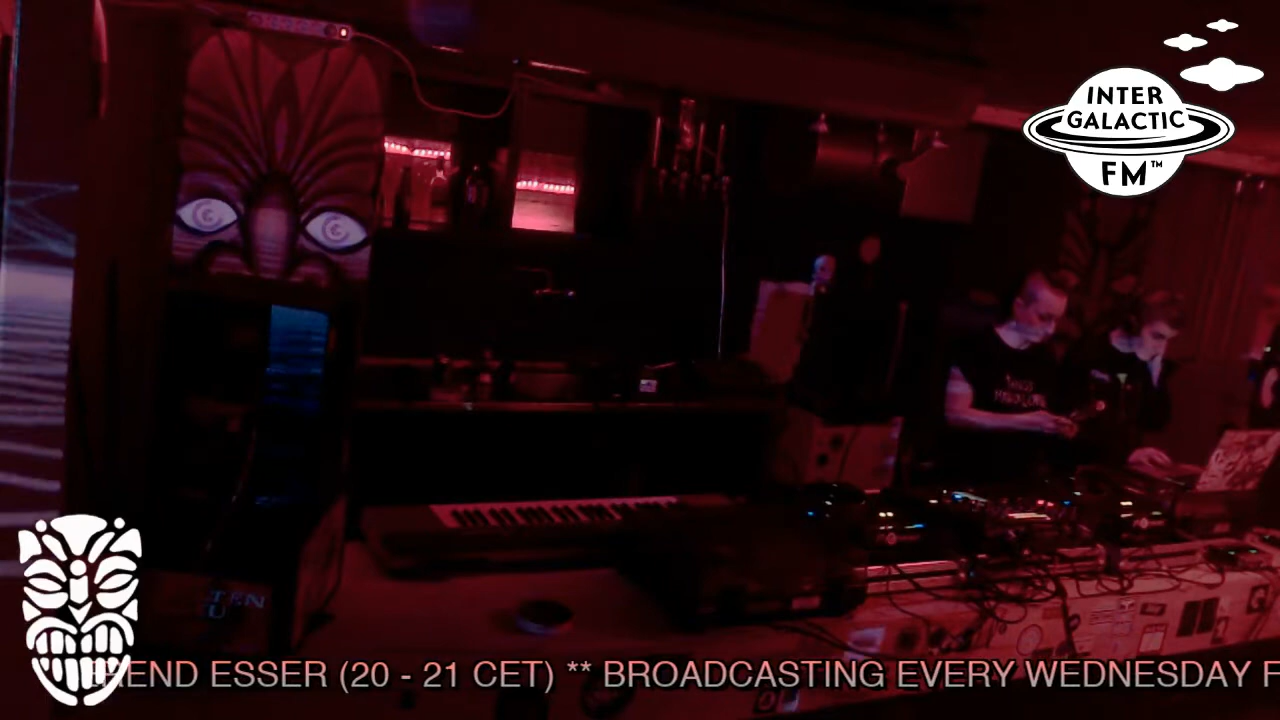 INTER
GALACTIC
FM™
END ESSER (20 - 21 CET) ** BROADCASTING EVERY WEDNESDAY F